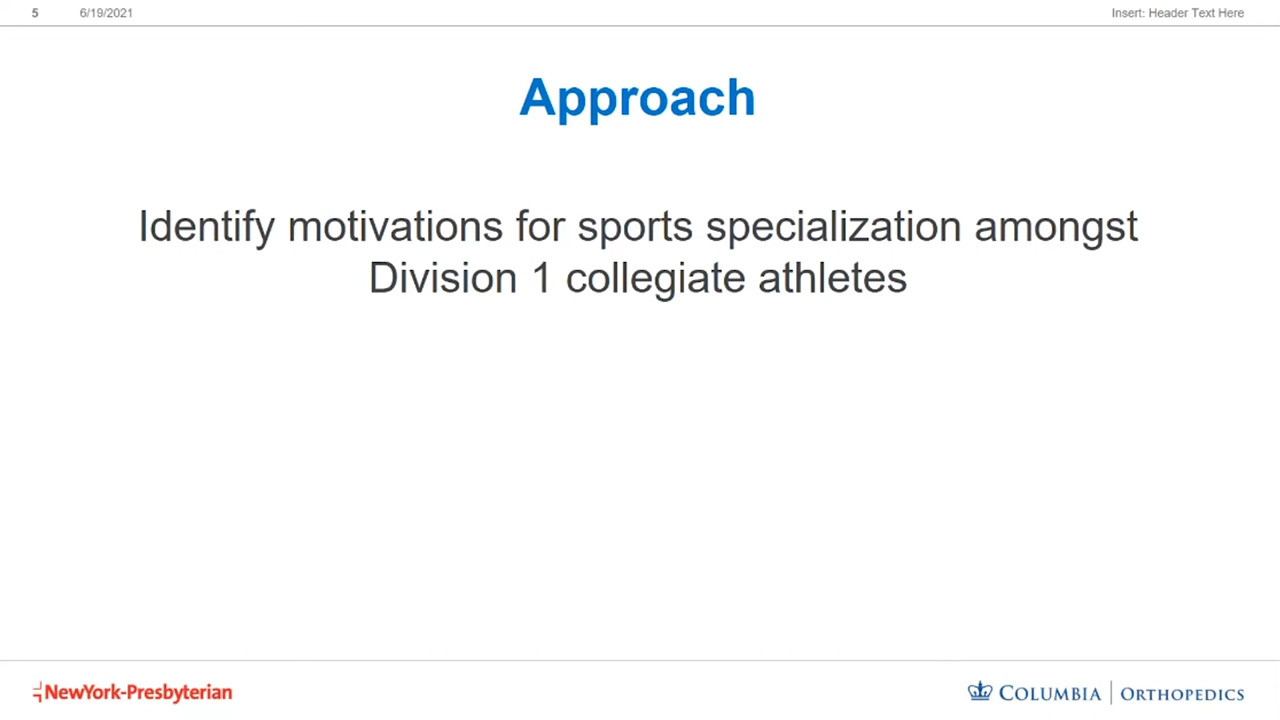 5 6/19/2021 Insert: Header Text Here
Approach
Identify motivations for sports specialization amongst
Division 1 collegiate athletes
NewYork-Presbyterian COLUMBIA ORTHOPEDICS